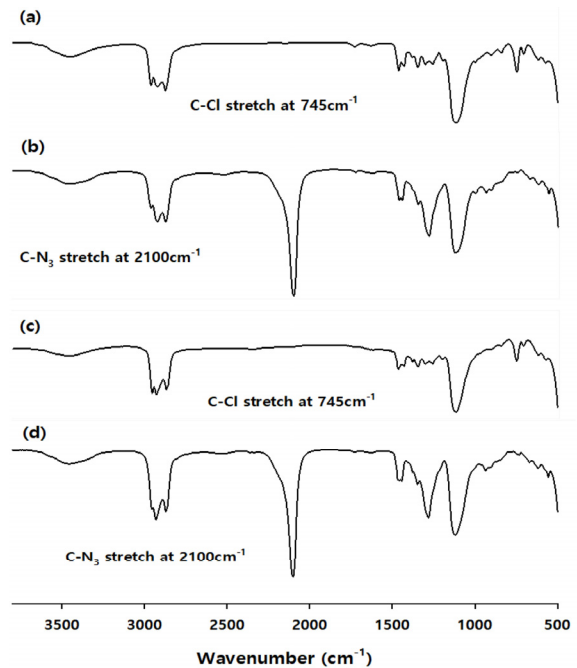 (a)
C-Cl stretch at 745cm⁻¹
(b)
C-N₃ stretch at 2100cm⁻¹
(c)
C-Cl stretch at 745cm⁻¹
(d)
C-N₃ stretch at 2100cm⁻¹
3500 3000 2500 2000 1500 1000 500
Wavenumber (cm⁻¹)